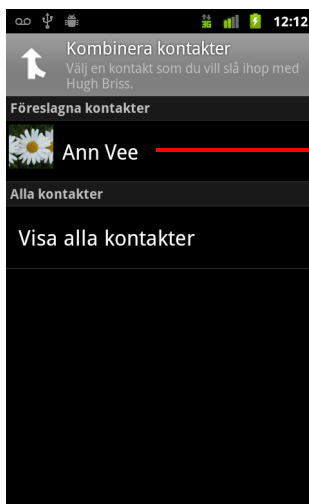 3G
12:12
Kombinera kontakter
Välj en kontakt som du vill slå ihop med
Hugh Briss.
Föreslagna kontakter
Ann Vee
Alla kontakter
Visa alla kontakter